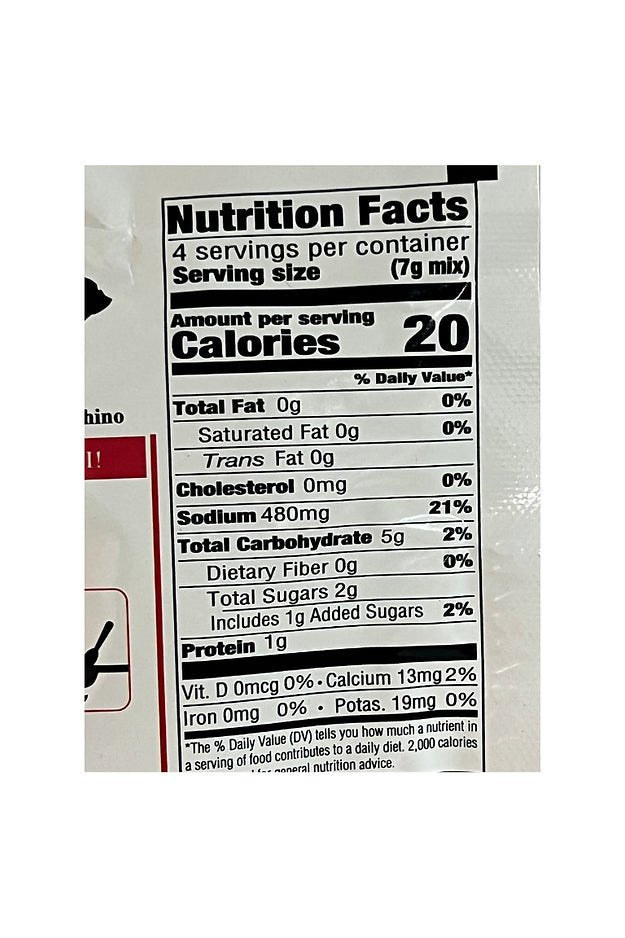 Nutrition Facts
4 servings per container
Serving size (7g mix)
Amount per serving
Calories 20
% Daily Value*
Total Fat 0g 0%
Saturated Fat 0g 0%
Trans Fat 0g
Cholesterol 0mg 0%
Sodium 480mg 21%
Total Carbohydrate 5g 2%
Dietary Fiber 0g 0%
Total Sugars 2g
Includes 1g Added Sugars 2%
Protein 1g
Vit. D 0mcg 0% • Calcium 13mg 2%
Iron 0mg 0% • Potas. 19mg 0%
*The % Daily Value (DV) tells you how much a nutrient in
a serving of food contributes to a daily diet. 2,000 calories
general nutrition advice.
hino
I!